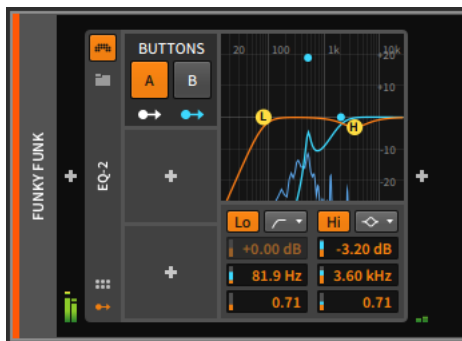 FUNKY FUNK
EQ-2
BUTTONS
A B
20 100 1k 10k
+20
+10
-10
-20
L
H
Lo Hi
+0.00 dB -3.20 dB
81.9 Hz 3.60 kHz
0.71 0.71